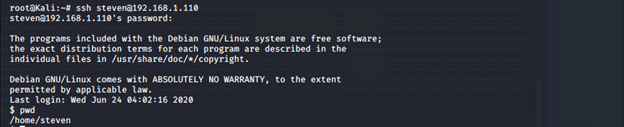 root@Kali:~# ssh steven@192.168.1.110
steven@192.168.1.110's password:
The programs included with the Debian GNU/Linux system are free software;
the exact distribution terms for each program are described in the
individual files in /usr/share/doc/*/copyright.
Debian GNU/Linux comes with ABSOLUTELY NO WARRANTY, to the extent
permitted by applicable law.
Last login: Wed Jun 24 04:02:16 2020
$ pwd
/home/steven